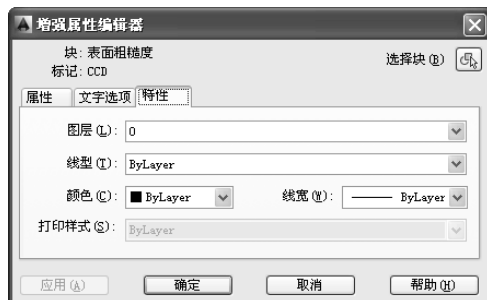 增强属性编辑器
块: 表面粗糙度
标记: CCD
选择块(B)
属性 文字选项 特性
图层(L): 0
线型(T): ByLayer
颜色(C): ByLayer 线宽(W): ByLayer
打印样式(S): ByLayer
应用(A) 确定 取消 帮助(H)